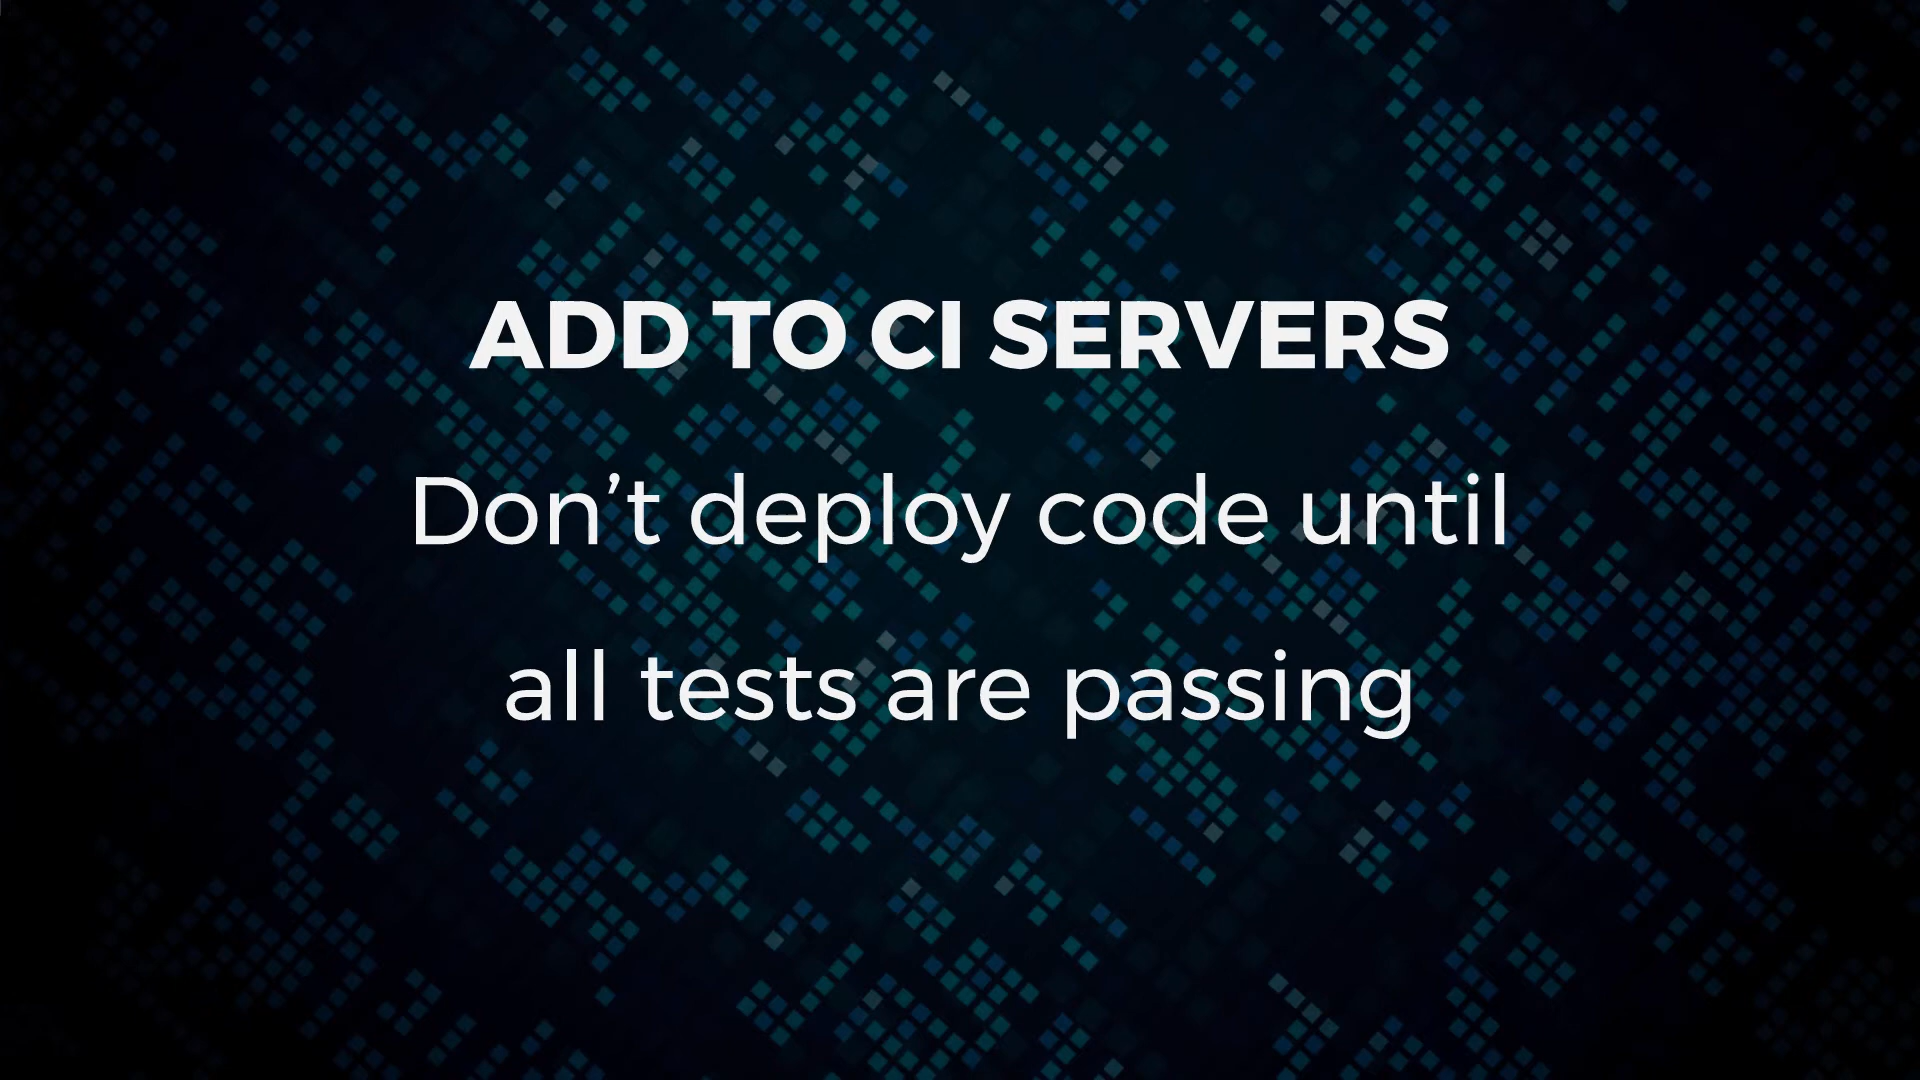 ADD TO CI SERVERS
Don’t deploy code until
all tests are passing